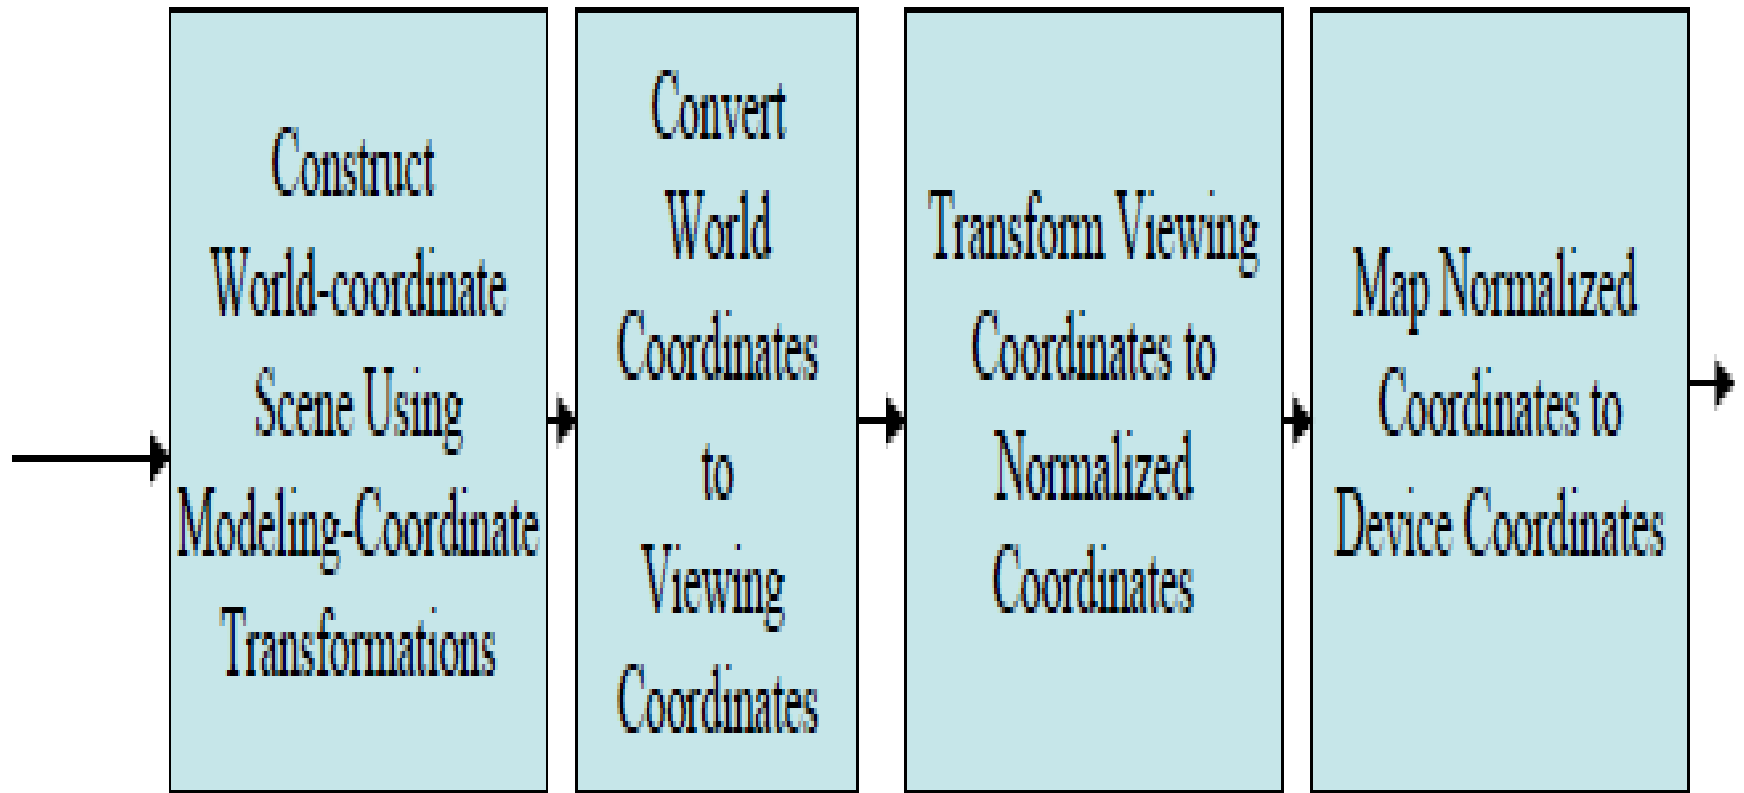 Construct
World-coordinate
Scene Using
Modeling-Coordinate
Transformations
Convert
World
Coordinates
to
Viewing
Coordinates
Transform Viewing
Coordinates to
Normalized
Coordinates
Map Normalized
Coordinates to
Device Coordinates